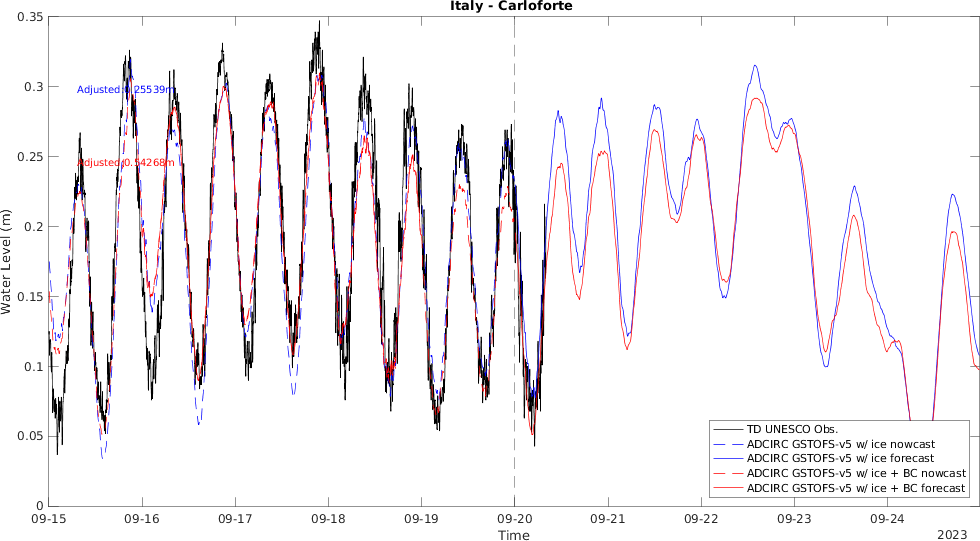 Italy - Carloforte
0.35
0.3
0.25
0.2
0.15
0.1
0.05
0
Water Level (m)
Adjusted:0.25539m
Adjusted:0.54268m
TD UNESCO Obs.
ADCIRC GSTOFS-v5 w/ ice nowcast
ADCIRC GSTOFS-v5 w/ ice forecast
ADCIRC GSTOFS-v5 w/ ice + BC nowcast
ADCIRC GSTOFS-v5 w/ ice + BC forecast
09-15 09-16 09-17 09-18 09-19 09-20 09-21 09-22 09-23 09-24
Time
2023